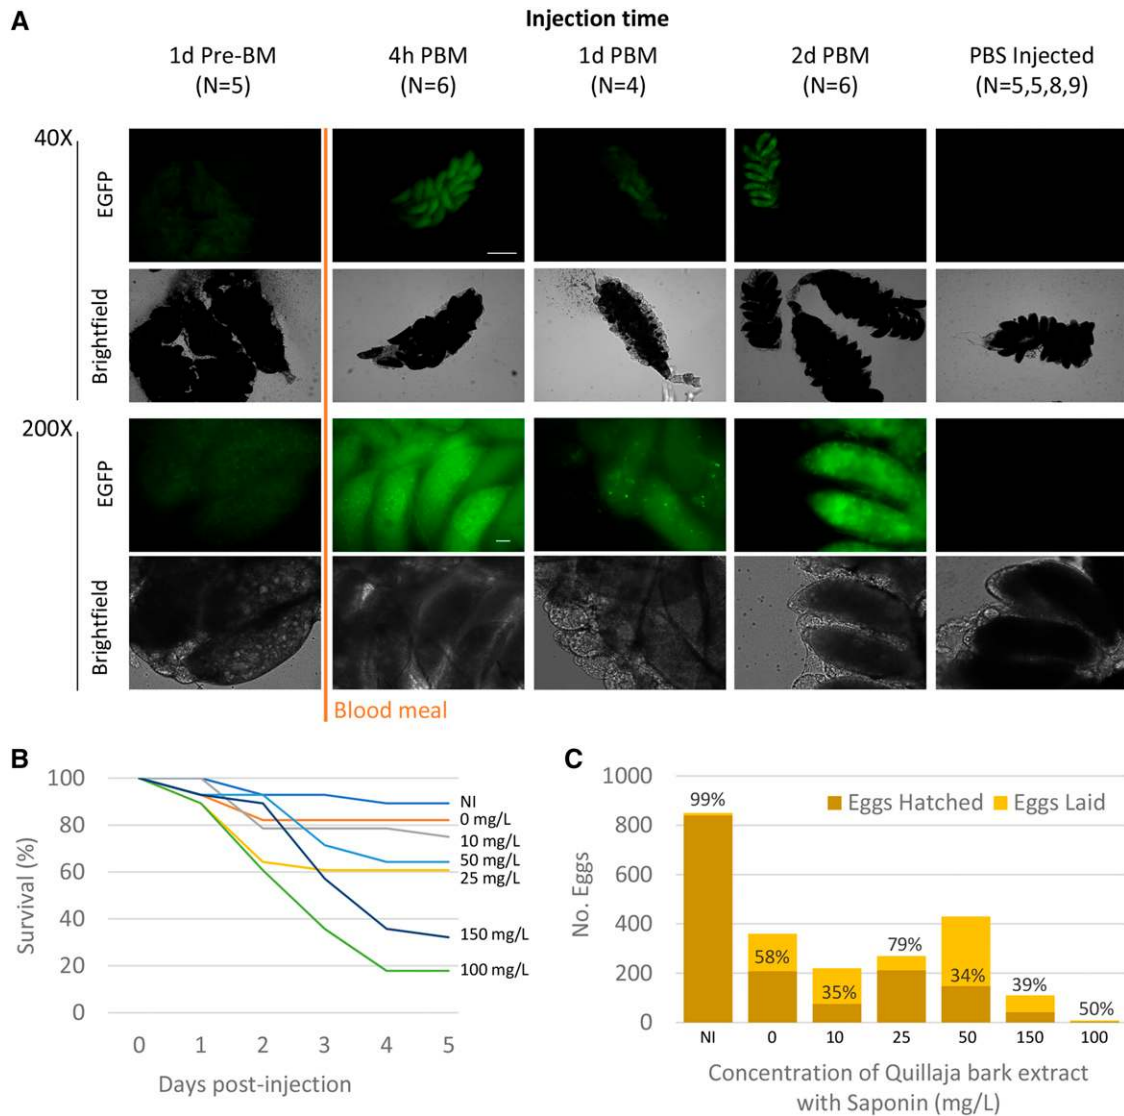 A
Injection time
1d Pre-BM
(N=5)
4h PBM
(N=6)
1d PBM
(N=4)
2d PBM
(N=6)
PBS Injected
(N=5,5,8,9)
40X
EGFP
Brightfield
200X
EGFP
Brightfield
Blood meal
B
Survival (%)
100
80
60
40
20
0
0 1 2 3 4 5
Days post-injection
NI
0 mg/L
10 mg/L
50 mg/L
25 mg/L
150 mg/L
100 mg/L
C
No. Eggs
1000
800
600
400
200
0
Eggs Hatched
Eggs Laid
99%
58%
35%
79%
34%
39%
50%
NI 0 10 25 50 150 100
Concentration of Quillaja bark extract
with Saponin (mg/L)